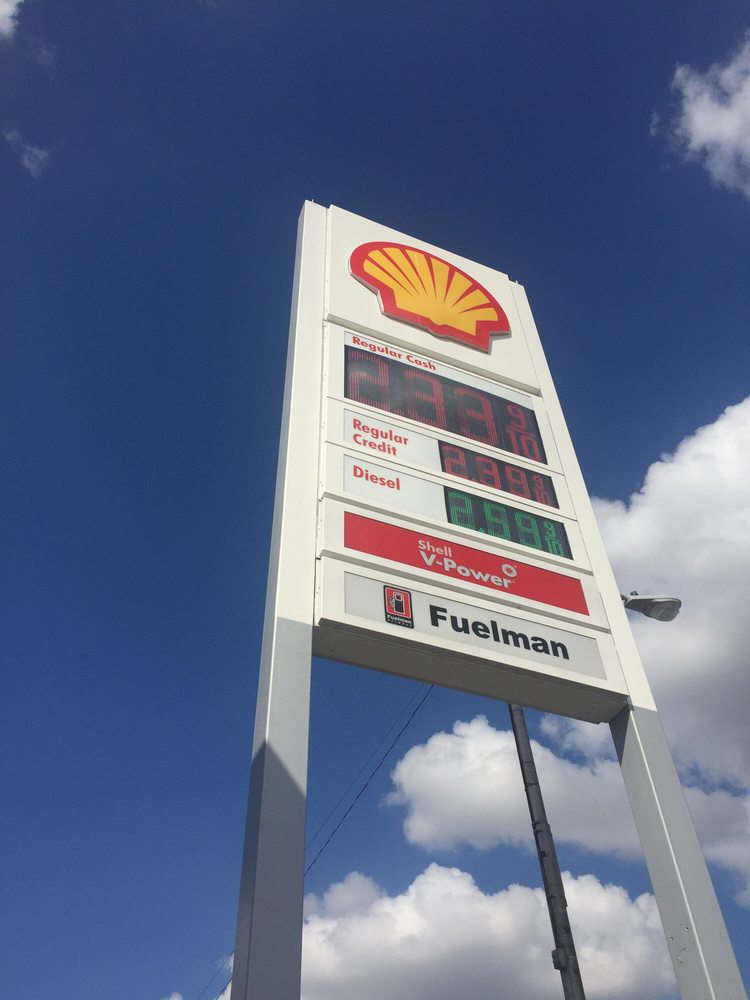 Regular Cash
2.33 9/10
Regular
Credit
2.39 9/10
Diesel
2.99 9/10
Shell
V-Power
Fuelman
Fuelman